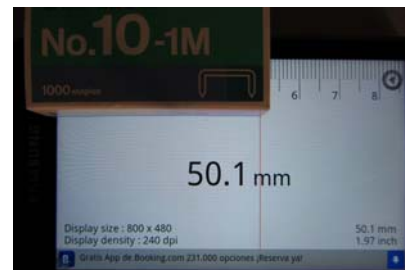 No.10-1M
1000 staples
6 7 8
50.1 mm
Display size : 800 x 480
Display density : 240 dpi
50.1 mm
1.97 inch
Gratis App de Booking.com 231.000 opciones ¡Reserva ya!